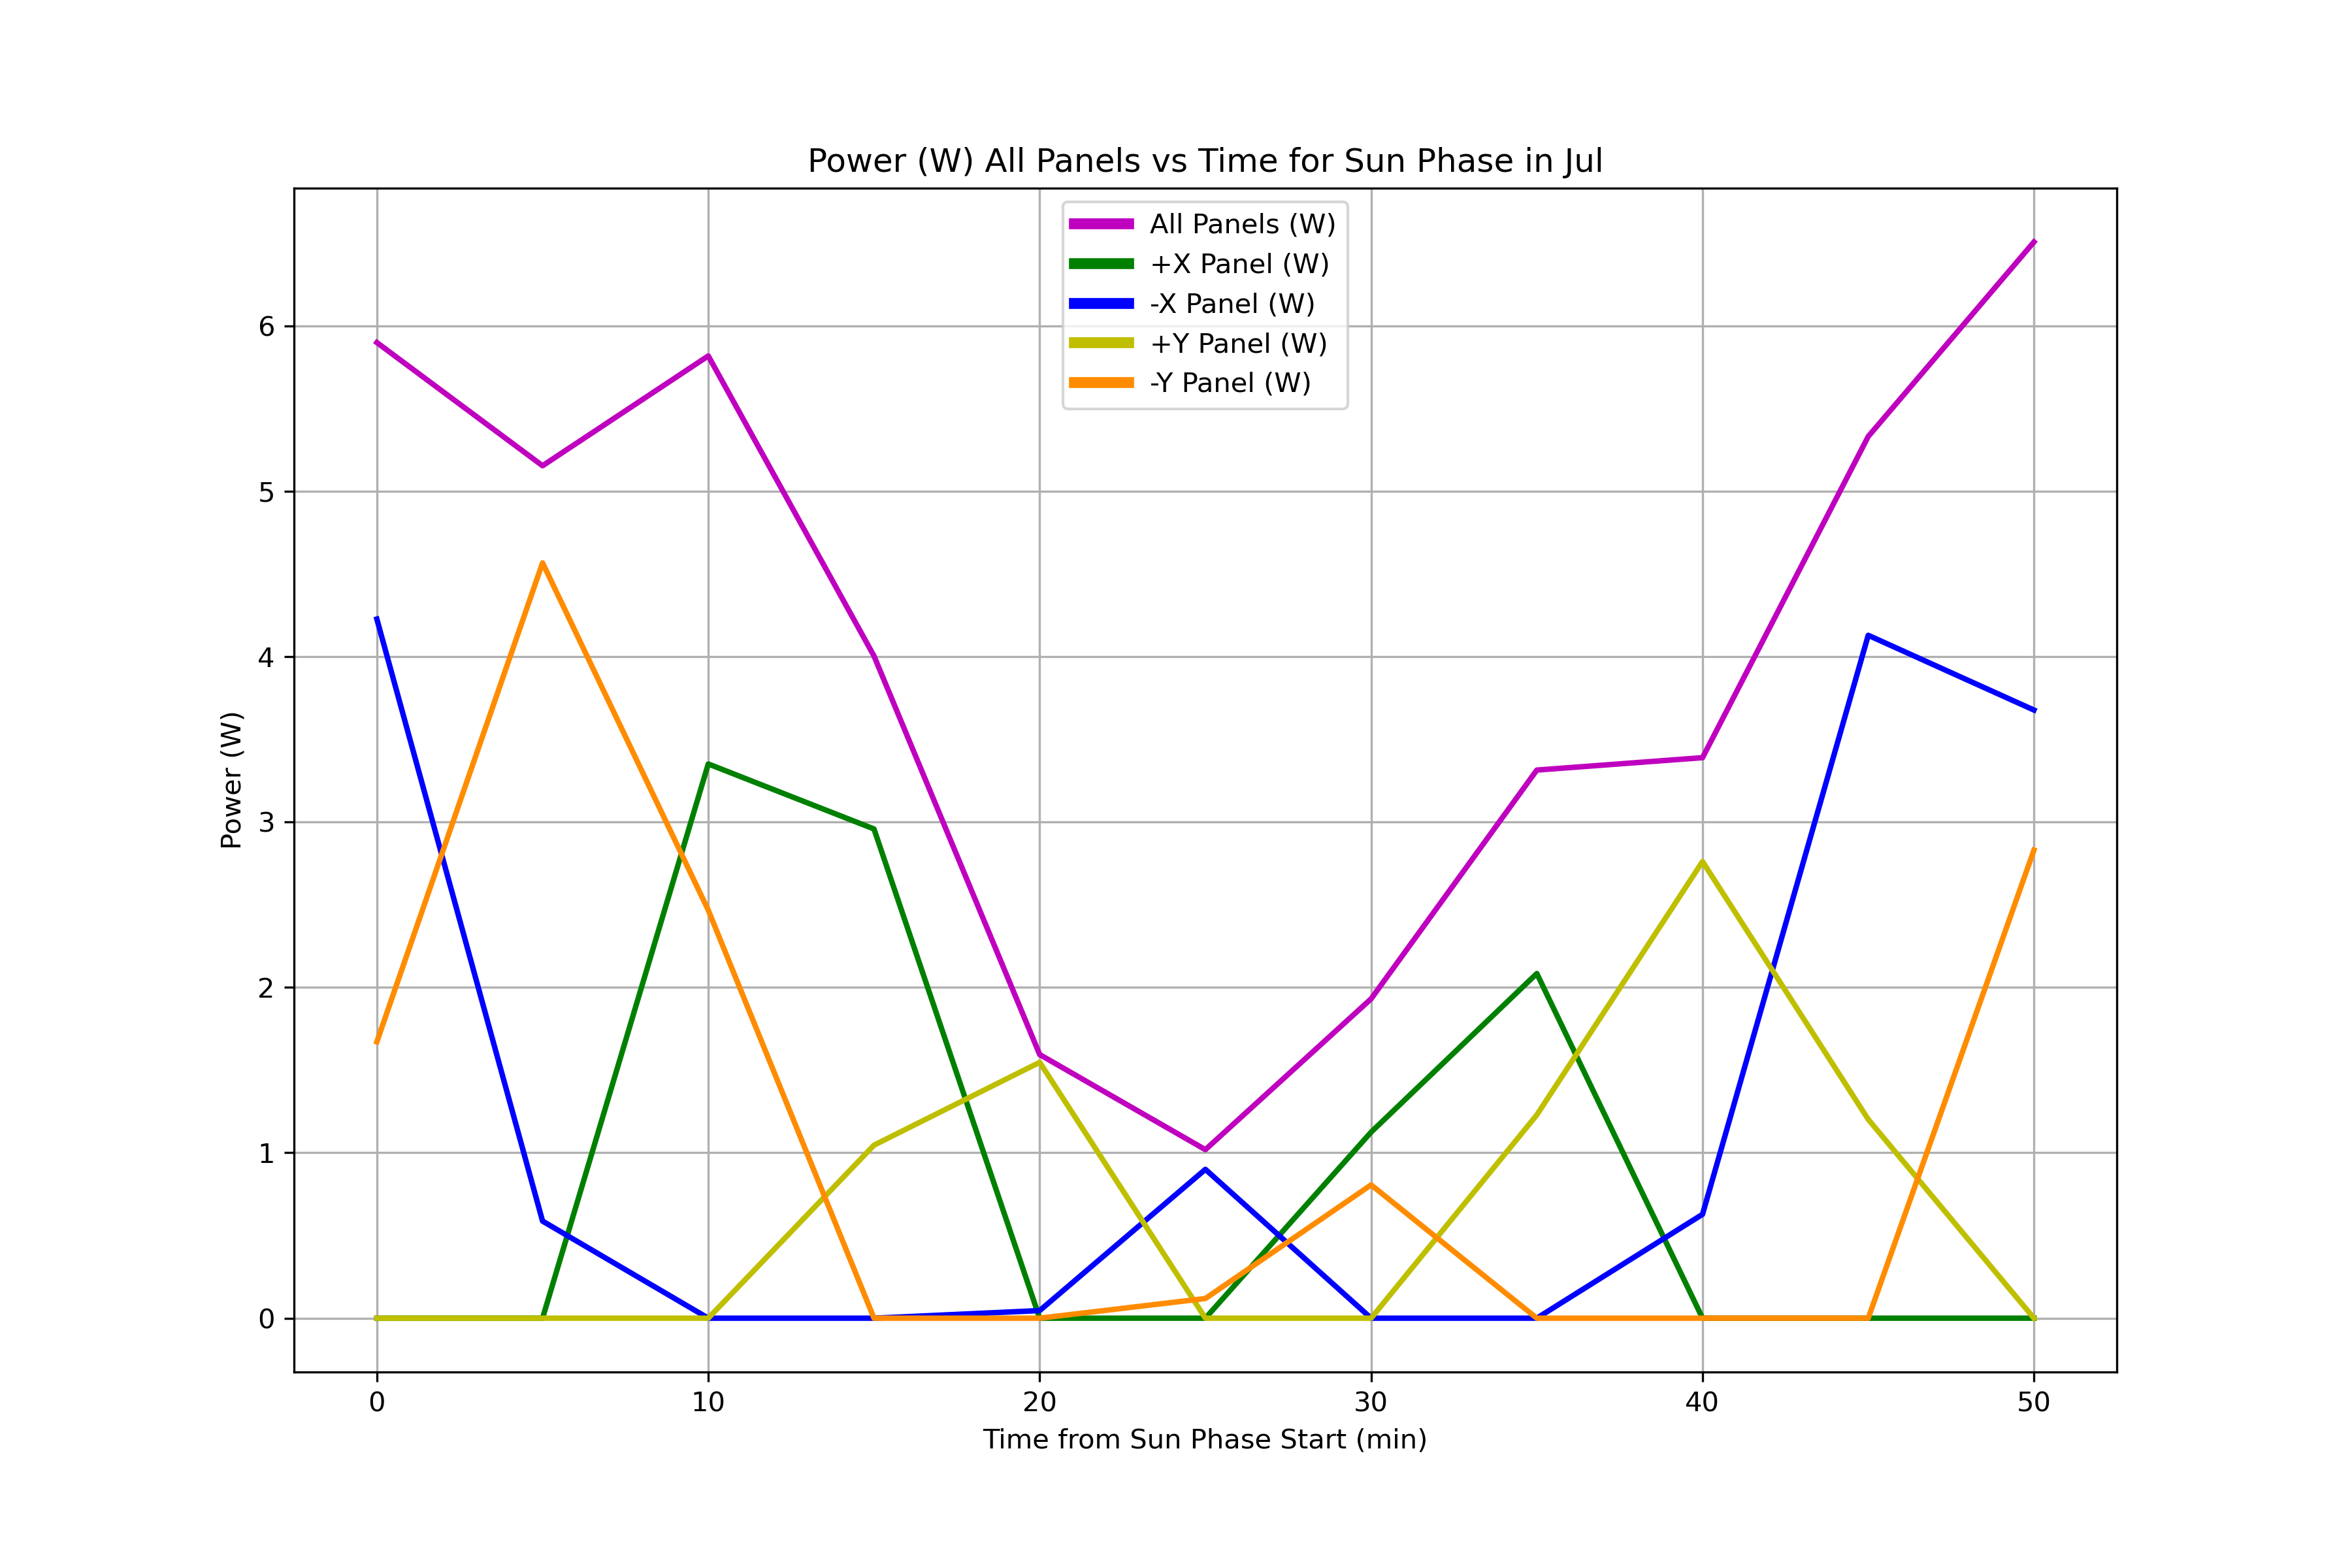 Power (W) All Panels vs Time for Sun Phase in Jul
All Panels (W)
+X Panel (W)
-X Panel (W)
+Y Panel (W)
-Y Panel (W)
6
5
4
3
2
1
0
Power (W)
0 10 20 30 40 50
Time from Sun Phase Start (min)